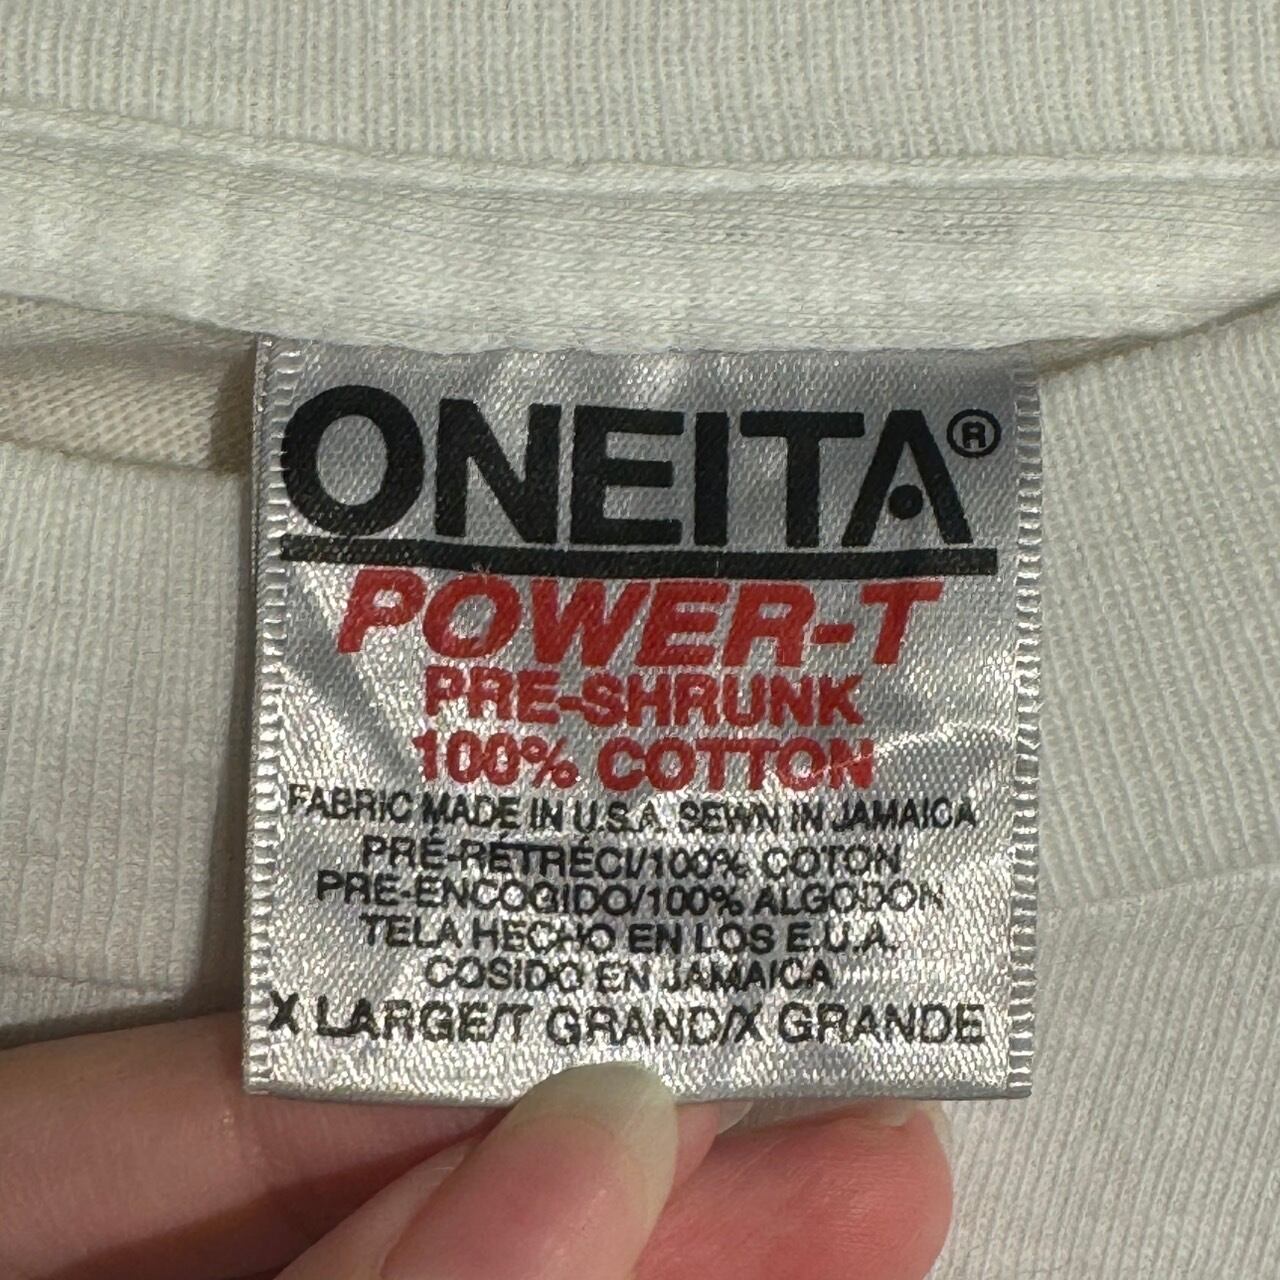 ONEITA®
POWER-T
PRE-SHRUNK
100% COTTON
FABRIC MADE IN U.S.A. SEWN IN JAMAICA
PRÉ-RÉTRÉCI/100% COTON
PRE-ENCOGIDO/100% ALGODON
TELA HECHO EN LOS E.U.A.
COSIDO EN JAMAICA
X LARGE/T GRAND/X GRANDE